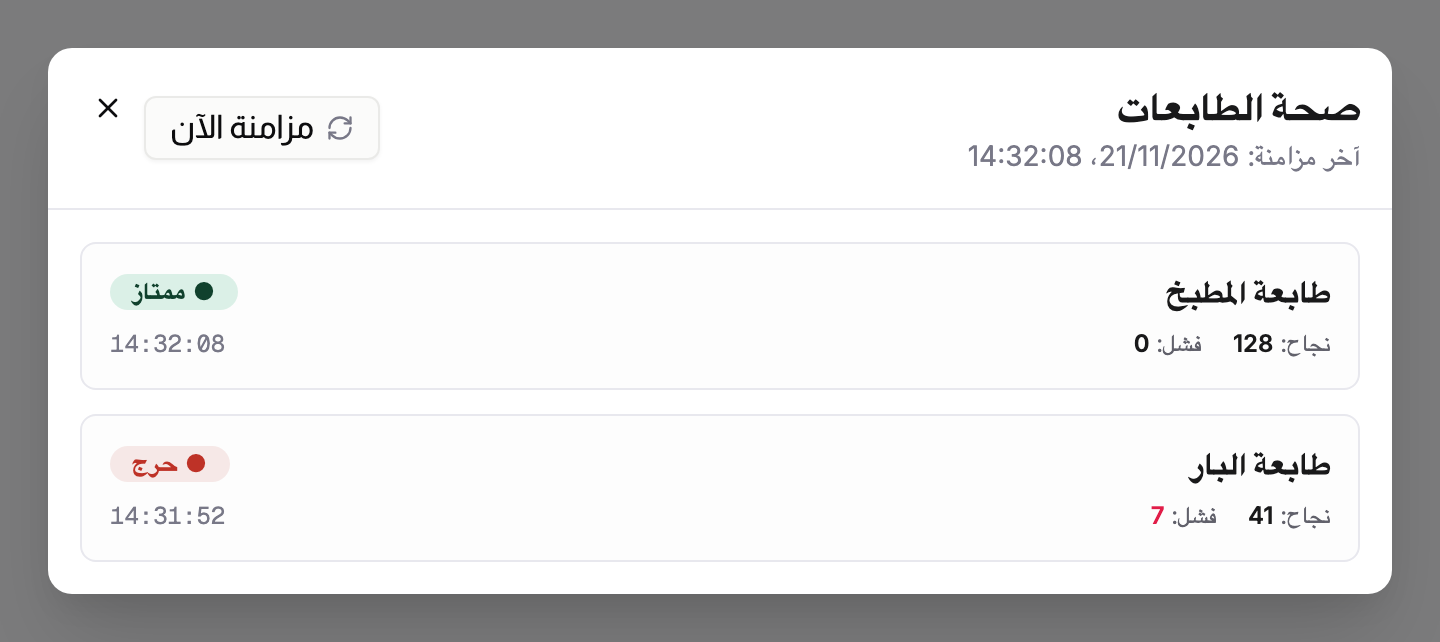 صحة الطابعات
آخر مزامنة: 21/11/2026، 14:32:08
مزامنة الآن
طابعة المطبخ
ممتاز
نجاح: 128 فشل: 0
14:32:08
طابعة البار
حرج
نجاح: 41 فشل: 7
14:31:52